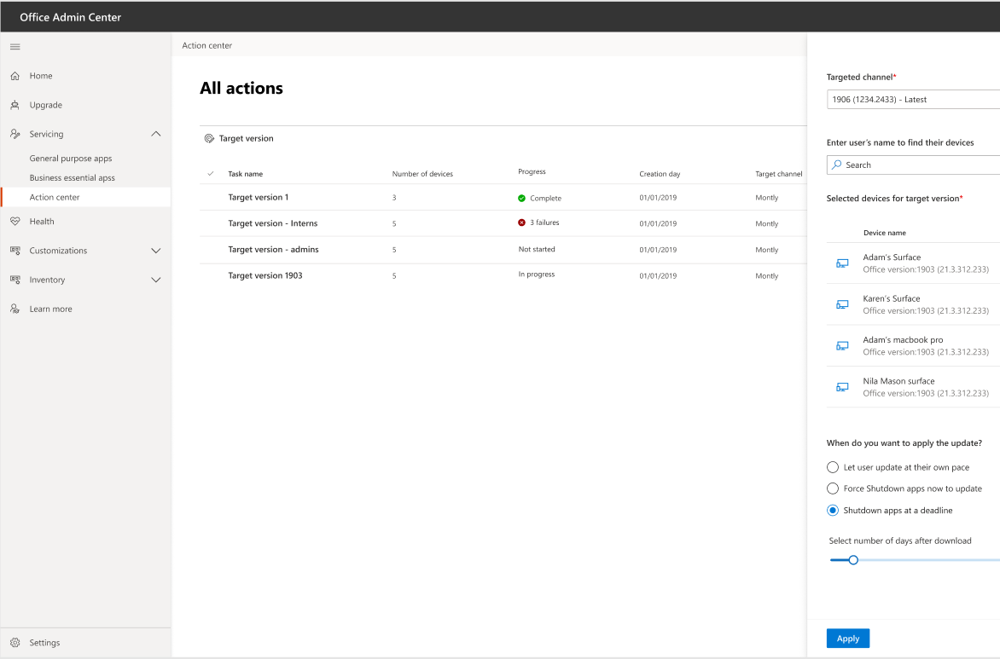 Office Admin Center
Home
Upgrade
Servicing
General purpose apps
Business essential apss
Action center
Health
Customizations
Inventory
Learn more
Settings
Action center
All actions
Target version
Task name Number of devices Progress Creation day Target channel
Target version 1 3 Complete 01/01/2019 Montly
Target version - Interns 5 3 failures 01/01/2019 Montly
Target version - admins 5 Not started 01/01/2019 Montly
Target version 1903 5 In progress 01/01/2019 Montly
Targeted channel*
1906 (1234.2433) - Latest
Enter user's name to find their devices
Search
Selected devices for target version*
Device name
Adam's Surface
Office version:1903 (21.3.312.233)
Karen's Surface
Office version:1903 (21.3.312.233)
Adam's macbook pro
Office version:1903 (21.3.312.233)
Nila Mason surface
Office version:1903 (21.3.312.233)
When do you want to apply the update?
Let user update at their own pace
Force Shutdown apps now to update
Shutdown apps at a deadline
Select number of days after download
Apply